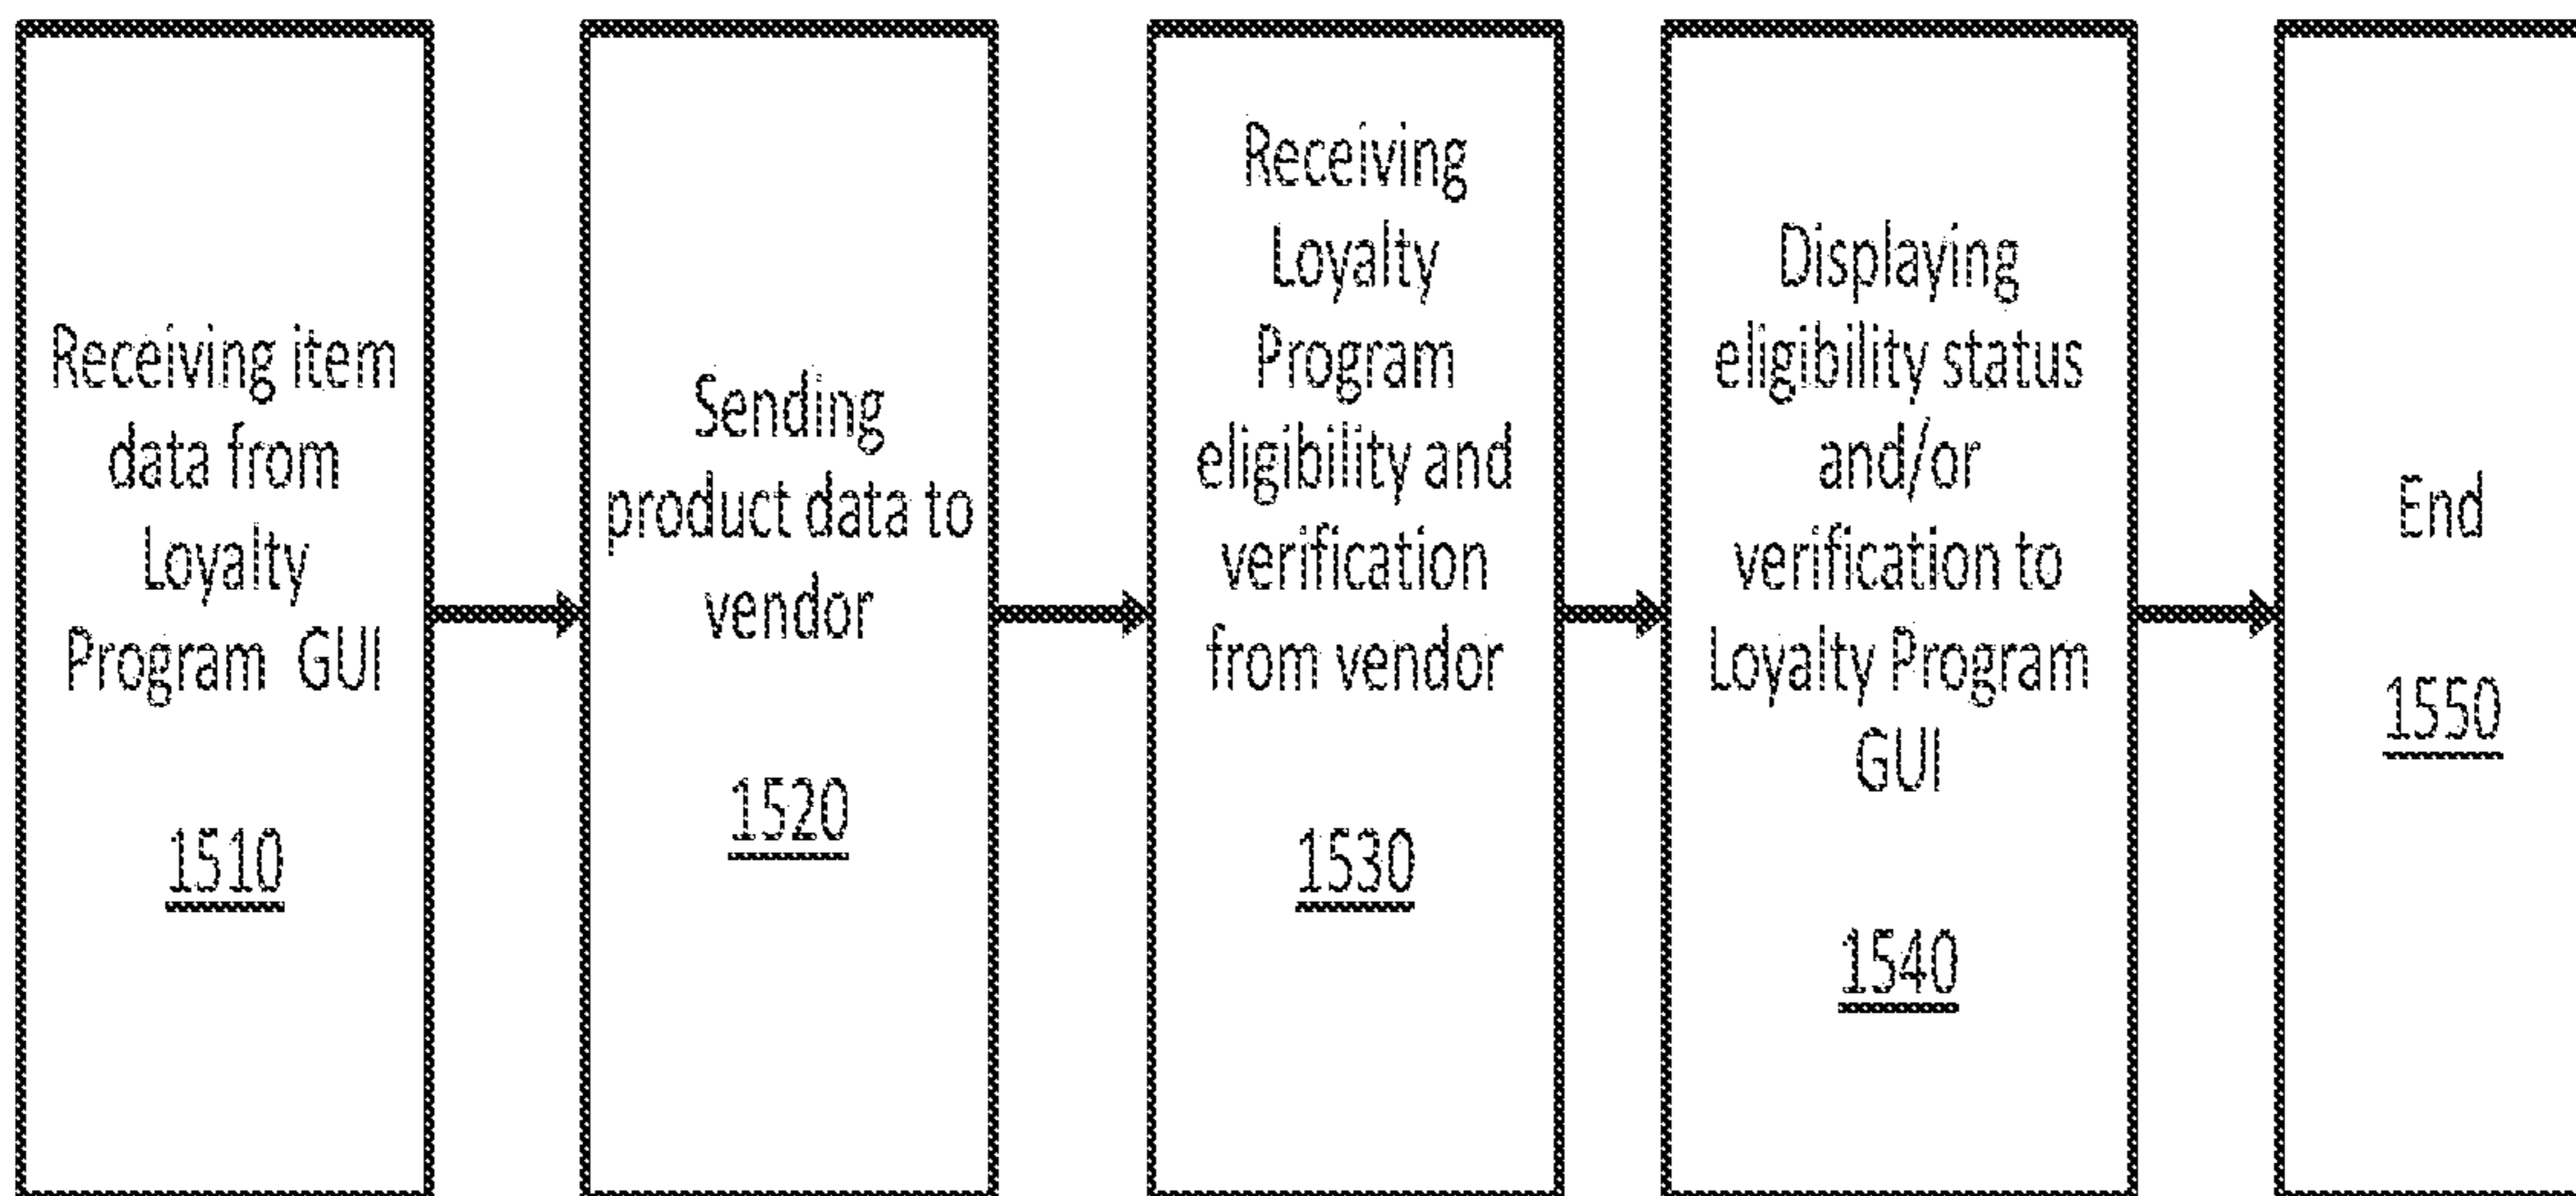 Receiving item
data from
Loyalty
Program GUI
1510
Sending
product data to
vendor
1520
Receiving
Loyalty
Program
eligibility and
verification
from vendor
1530
Displaying
eligibility status
and/or
verification to
Loyalty Program
GUI
1540
End
1550